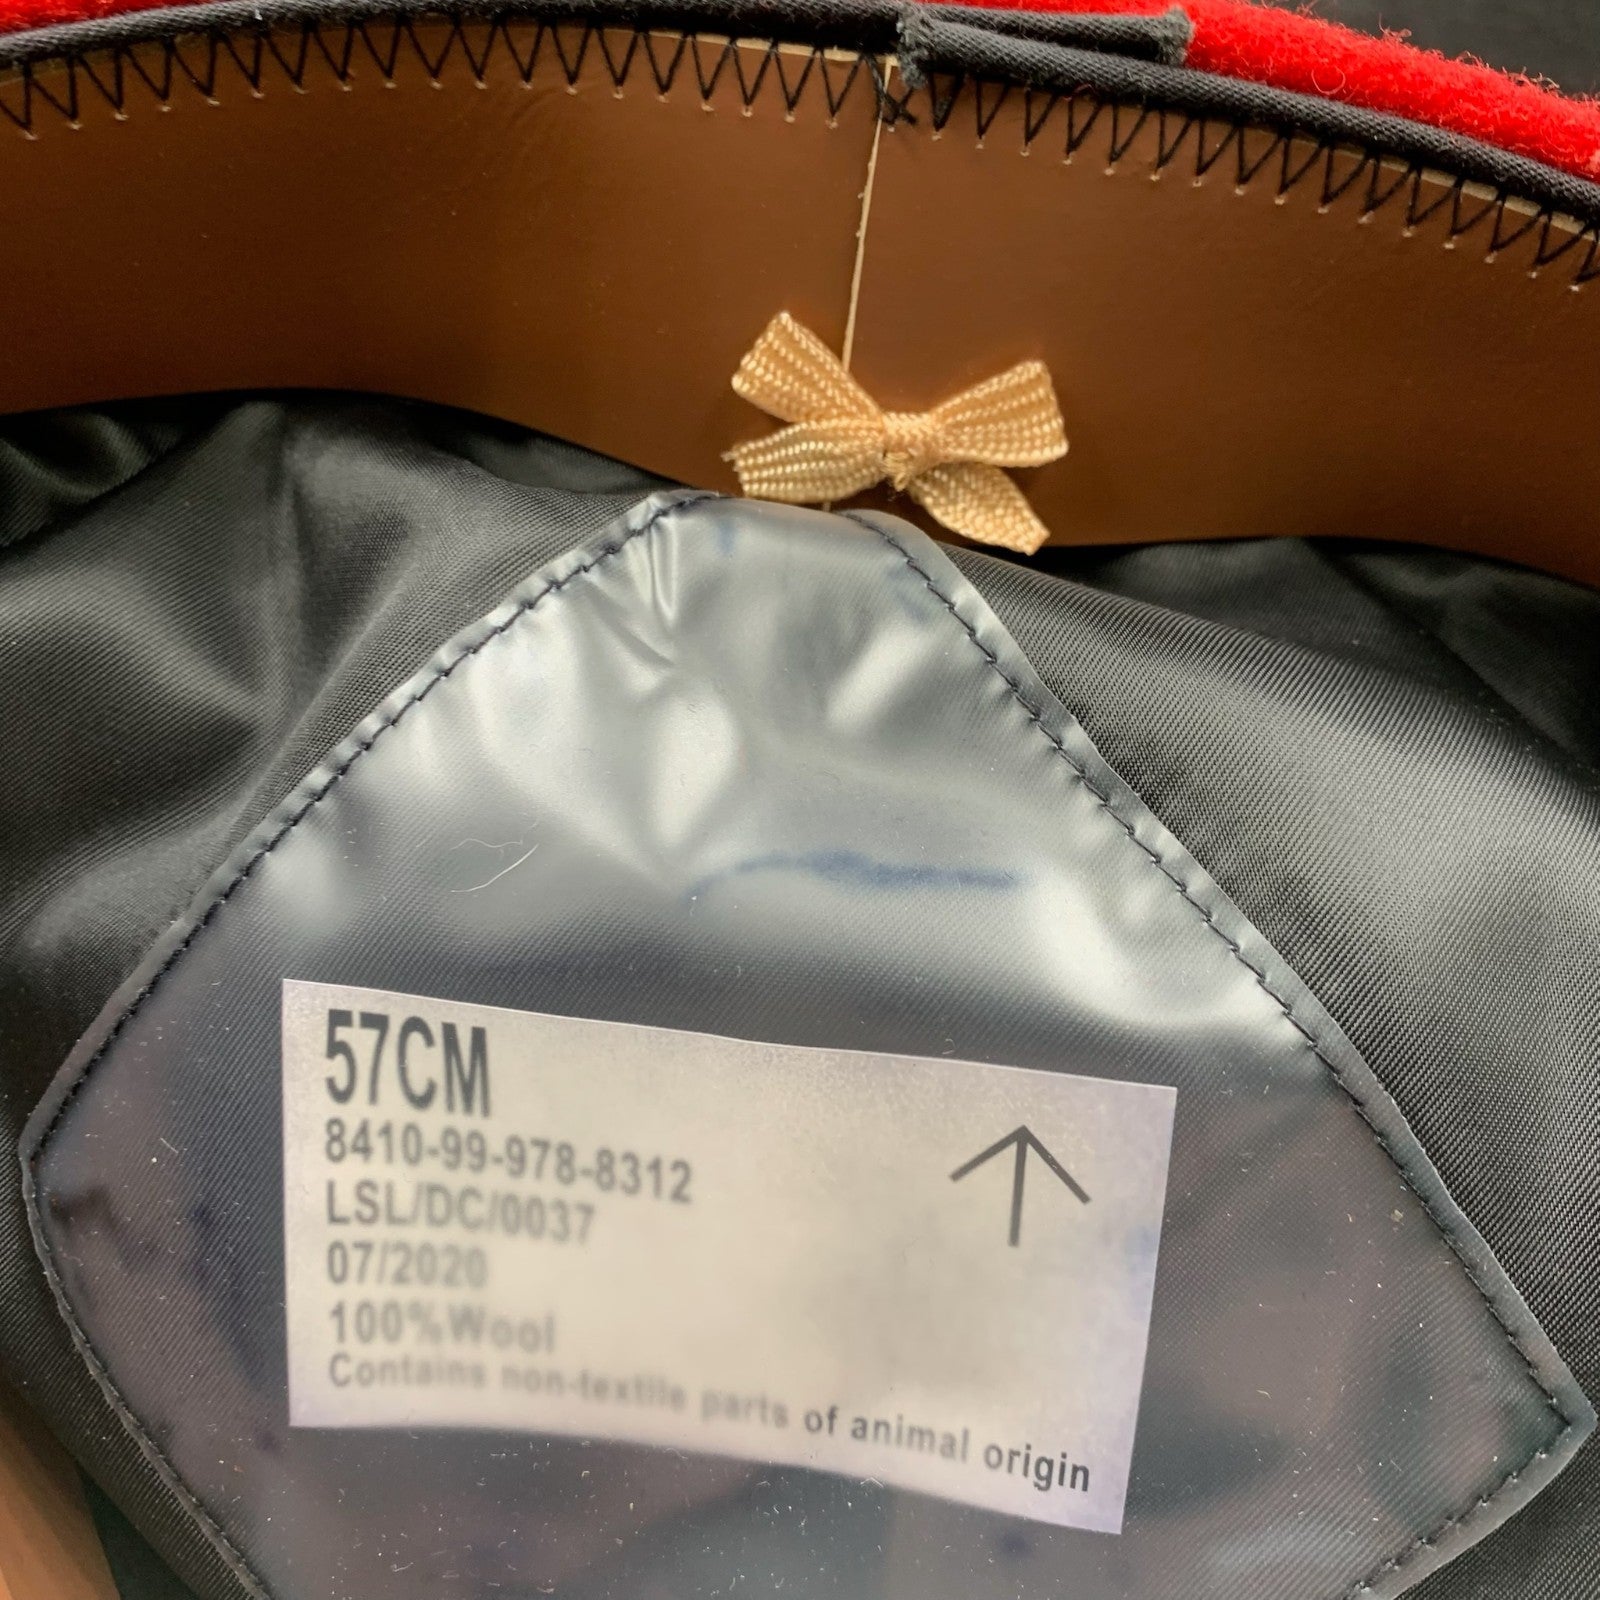 57CM
8410-99-978-8312
LSL/DC/0037
07/2020
100%Wool
Contains non-textile parts of animal origin